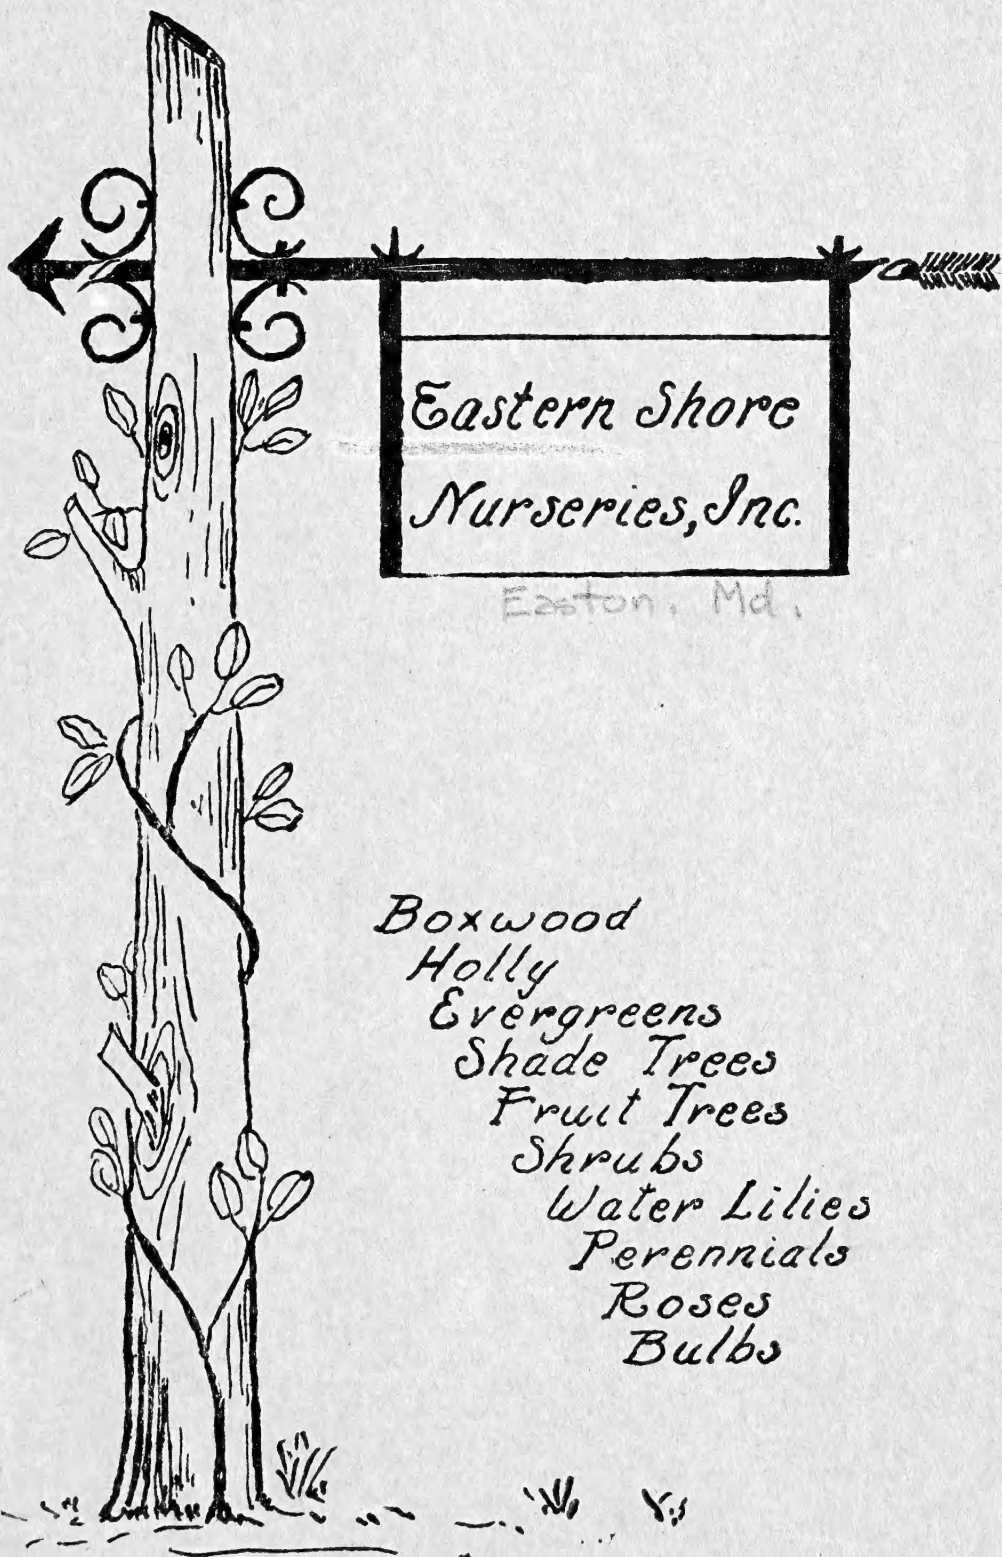 Eastern Shore
Nurseries, Inc.
Easton, Md.
Boxwood
Holly
Evergreens
Shade Trees
Fruit Trees
Shrubs
Water Lilies
Perennials
Roses
Bulbs